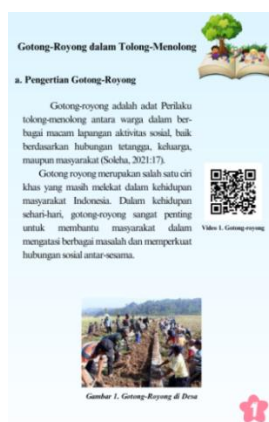 Gotong-Royong dalam Tolong-Menolong
a. Pengertian Gotong-Royong
Gotong-royong adalah adat Perilaku
tolong-menolong antara warga dalam ber-
bagai macam lapangan aktivitas sosial, baik
berdasarkan hubungan tetangga, keluarga,
maupun masyarakat (Soleha, 2021:17).
Gotong royong merupakan salah satu ciri
khas yang masih melekat dalam kehidupan
masyarakat Indonesia. Dalam kehidupan
sehari-hari, gotong-royong sangat penting
untuk membantu masyarakat dalam
mengatasi berbagai masalah dan memperkuat
hubungan sosial antar-sesama.
Video 1. Gotong-royong
Gambar 1. Gotong-Royong di Desa
1